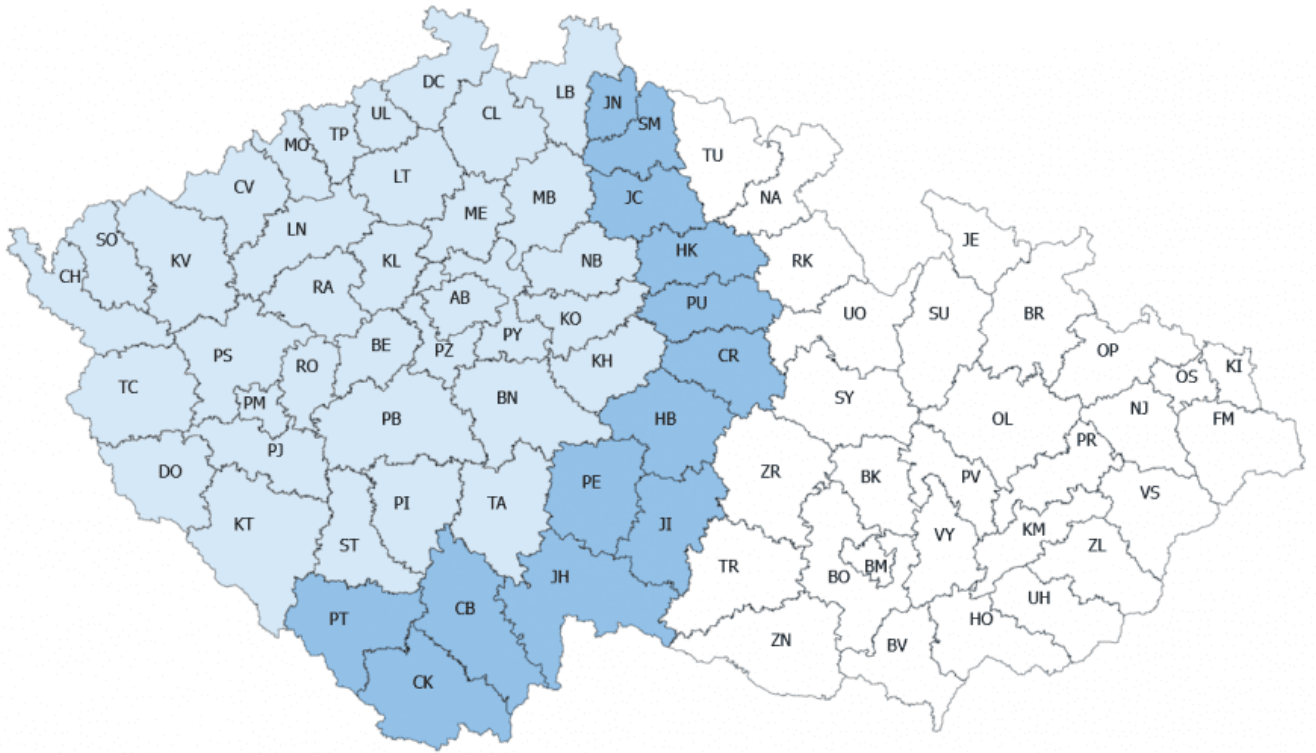 DC
LB
CL
UL
JN
SM
TP
MO
TU
LT
CV
MB
JC
NA
ME
LN
SO
JE
HK
KV
KL
NB
RK
CH
RA
AB
PU
KO
UO
SU
BR
PY
BE
PZ
CR
KH
OP
PS
RO
KI
OS
TC
PM
BN
SY
NJ
PB
HB
OL
FM
PR
PJ
DO
ZR
BK
PV
PE
VS
PI
TA
KT
JI
KM
VY
ST
ZL
TR
BM
JH
BO
UH
CB
PT
HO
ZN
BV
CK